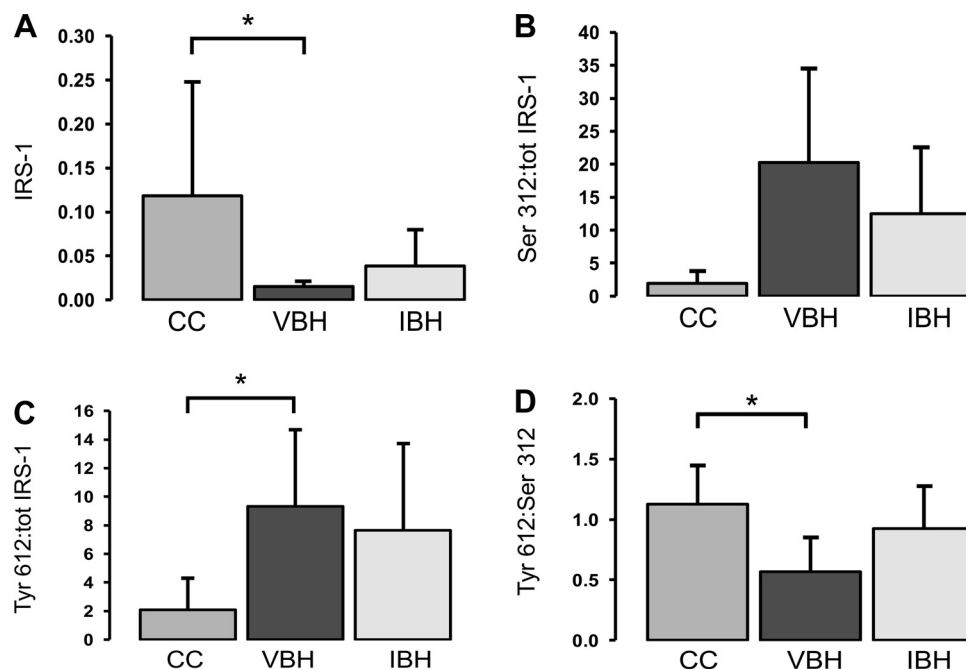 A
*
0.30
0.25
0.20
0.15
0.10
0.05
0.00
IRS-1
CC VBH IBH
B
40
35
30
25
20
15
10
5
0
Ser 312:tot IRS-1
CC VBH IBH
C
*
16
14
12
10
8
6
4
2
0
Tyr 612:tot IRS-1
CC VBH IBH
D
*
2.0
1.5
1.0
0.5
0.0
Tyr 612:Ser 312
CC VBH IBH